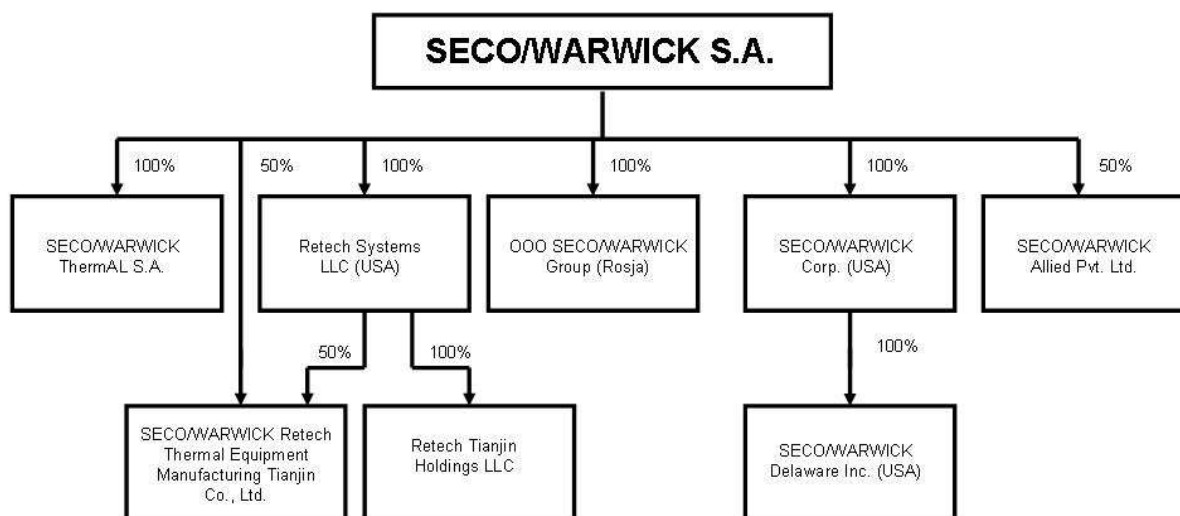 SECO/WARWICK S.A.
100%
50%
100%
100%
100%
50%
SECO/WARWICK
ThermAL S.A.
Retech Systems
LLC (USA)
OOO SECO/WARWICK
Group (Rosja)
SECO/WARWICK
Corp. (USA)
SECO/WARWICK
Allied Pvt. Ltd.
50%
100%
100%
SECO/WARWICK Retech
Thermal Equipment
Manufacturing Tianjin
Co., Ltd.
Retech Tianjin
Holdings LLC
SECO/WARWICK
Delaware Inc. (USA)